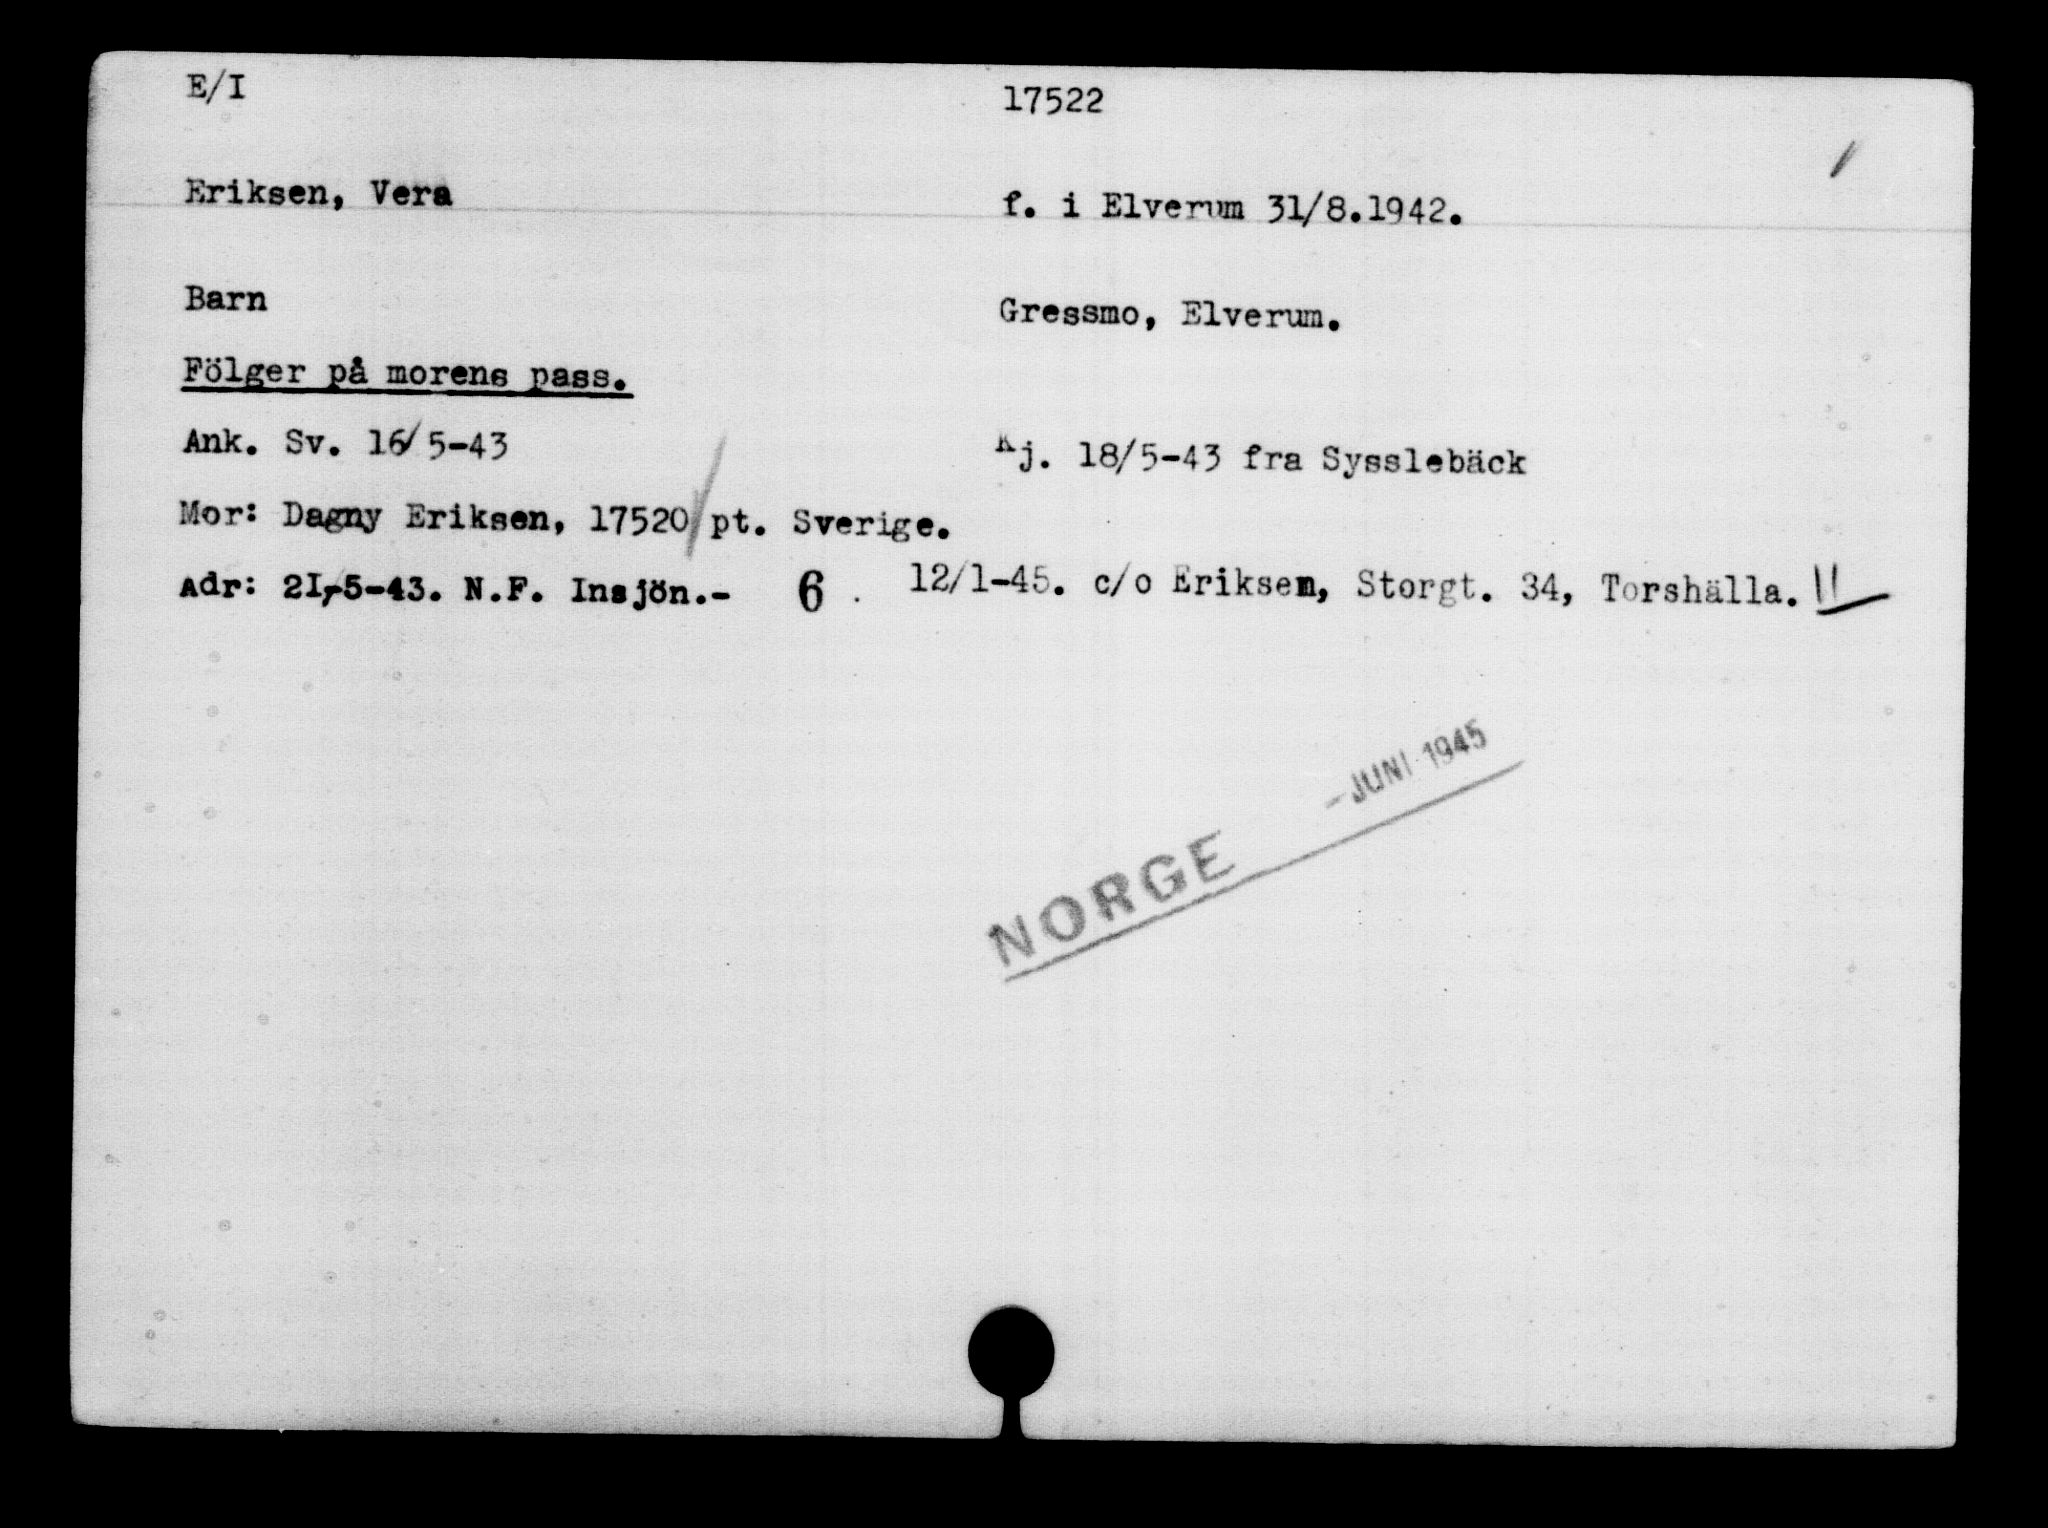 E/I 17522
Eriksen, Vera f. i Elverum 31/8.1942.
Barn Gressmo, Elverum.
Fölger på morens pass.
Ank. Sv. 16/5-43 Kj. 18/5-43 fra Sysslebäck
Mor: Dagny Eriksen, 17520 pt. Sverige.
Adr: 21-5-43. N.F. Insjön.- 6 . 12/1-45. c/o Eriksen, Storgt. 34, Torshälla.
-JUNI 1945
NORGE